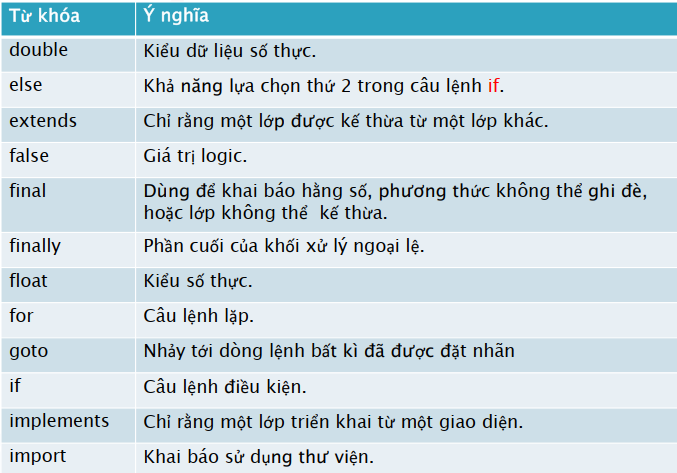 Từ khóa Ý nghĩa
double Kiểu dữ liệu số thực.
else Khả năng lựa chọn thứ 2 trong câu lệnh if.
extends Chỉ rằng một lớp được kế thừa từ một lớp khác.
false Giá trị logic.
final Dùng để khai báo hằng số, phương thức không thể ghi đè,
hoặc lớp không thể kế thừa.
finally Phần cuối của khối xử lý ngoại lệ.
float Kiểu số thực.
for Câu lệnh lặp.
goto Nhảy tới dòng lệnh bất kì đã được đặt nhãn
if Câu lệnh điều kiện.
implements Chỉ rằng một lớp triển khai từ một giao diện.
import Khai báo sử dụng thư viện.